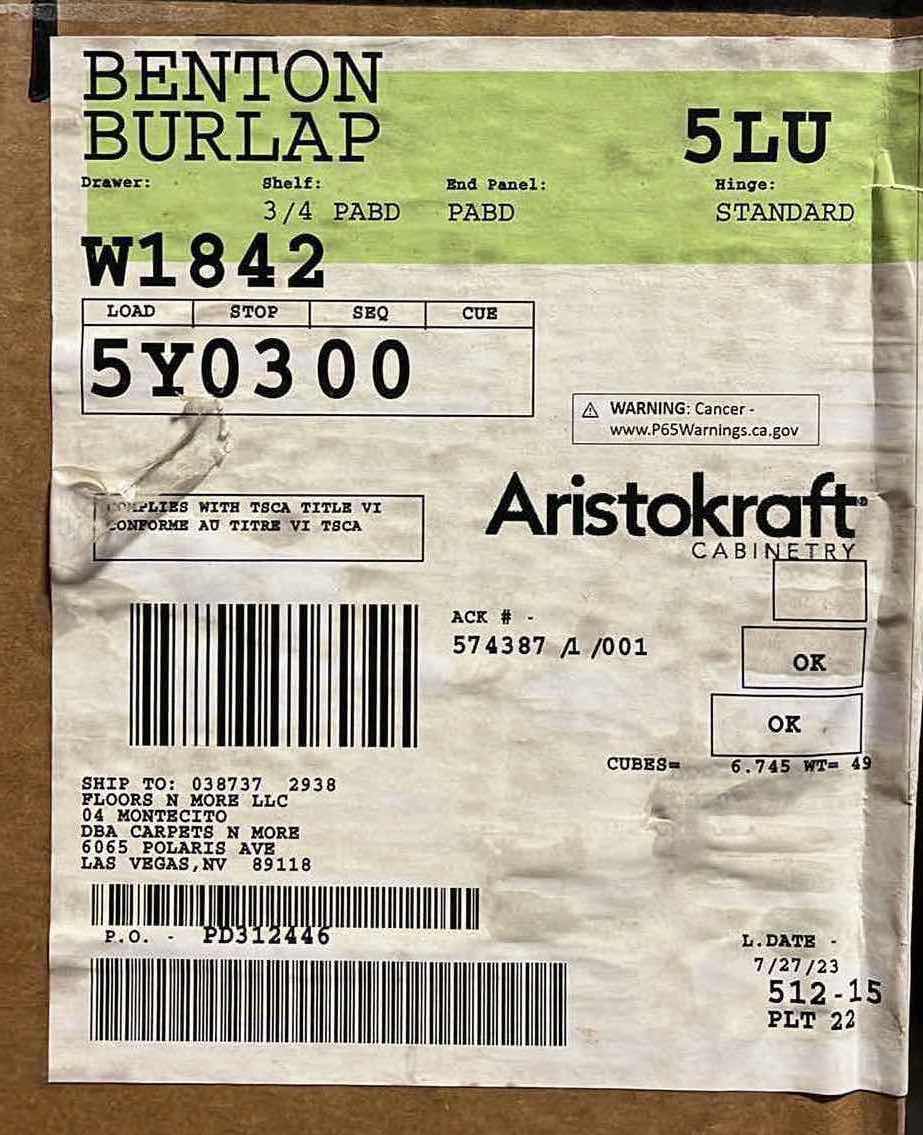 BENTON
BURLAP
5LU
Drawer: Shelf: End Panel: Hinge:
3/4 PABD PABD STANDARD
W1842
LOAD STOP SEQ CUE
5Y0300
WARNING: Cancer -
www.P65Warnings.ca.gov
COMPLIES WITH TSCA TITLE VI
CONFORME AU TITRE VI TSCA
Aristokraft®
CABINETRY
ACK # -
574387 /1 /001
OK
OK
CUBES= 6.745 WT= 49
SHIP TO: 038737 2938
FLOORS N MORE LLC
04 MONTECITO
DBA CARPETS N MORE
6065 POLARIS AVE
LAS VEGAS,NV 89118
P.O. - PD312446
L.DATE -
7/27/23
512-15
PLT 22